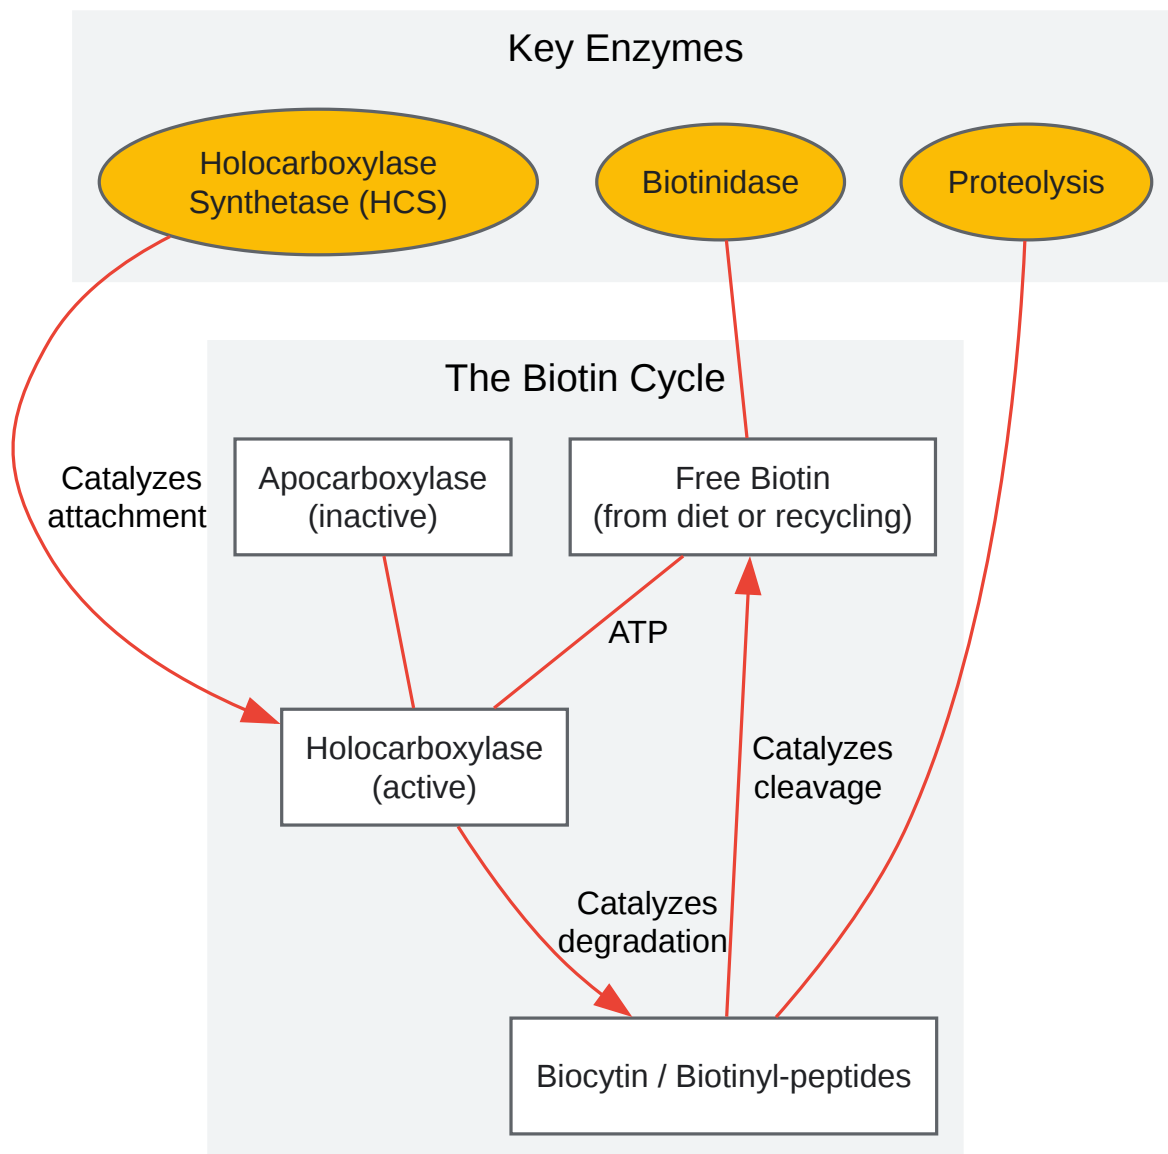 Key Enzymes
Holocarboxylase
Synthetase (HCS)
Biotinidase
Proteolysis
The Biotin Cycle
Catalyzes
attachment
Apocarboxylase
(inactive)
Free Biotin
(from diet or recycling)
ATP
Holocarboxylase
(active)
Catalyzes
cleavage
Catalyzes
degradation
Biocytin / Biotinyl-peptides